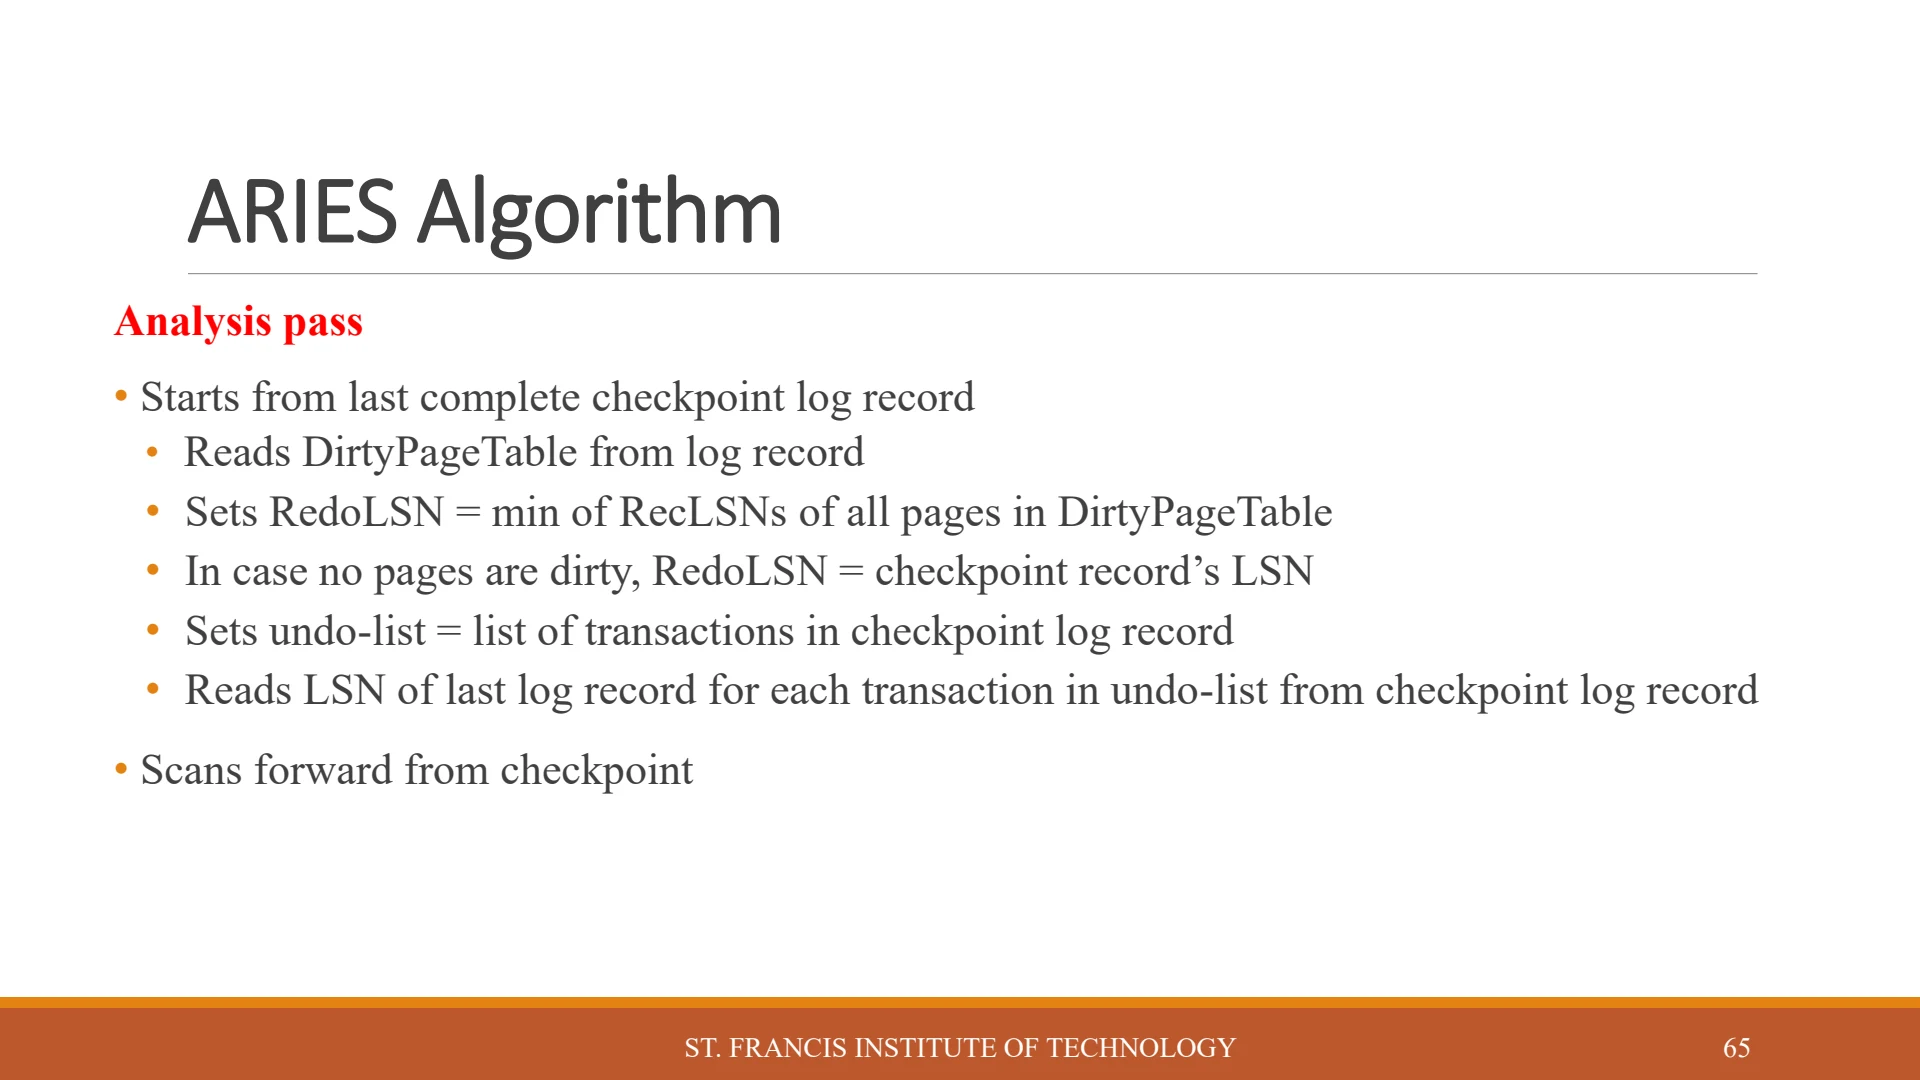 ARIES Algorithm
Analysis pass
• Starts from last complete checkpoint log record
• Reads DirtyPageTable from log record
• Sets RedoLSN = min of RecLSNs of all pages in DirtyPageTable
• In case no pages are dirty, RedoLSN = checkpoint record’s LSN
• Sets undo-list = list of transactions in checkpoint log record
• Reads LSN of last log record for each transaction in undo-list from checkpoint log record
• Scans forward from checkpoint
ST. FRANCIS INSTITUTE OF TECHNOLOGY
65